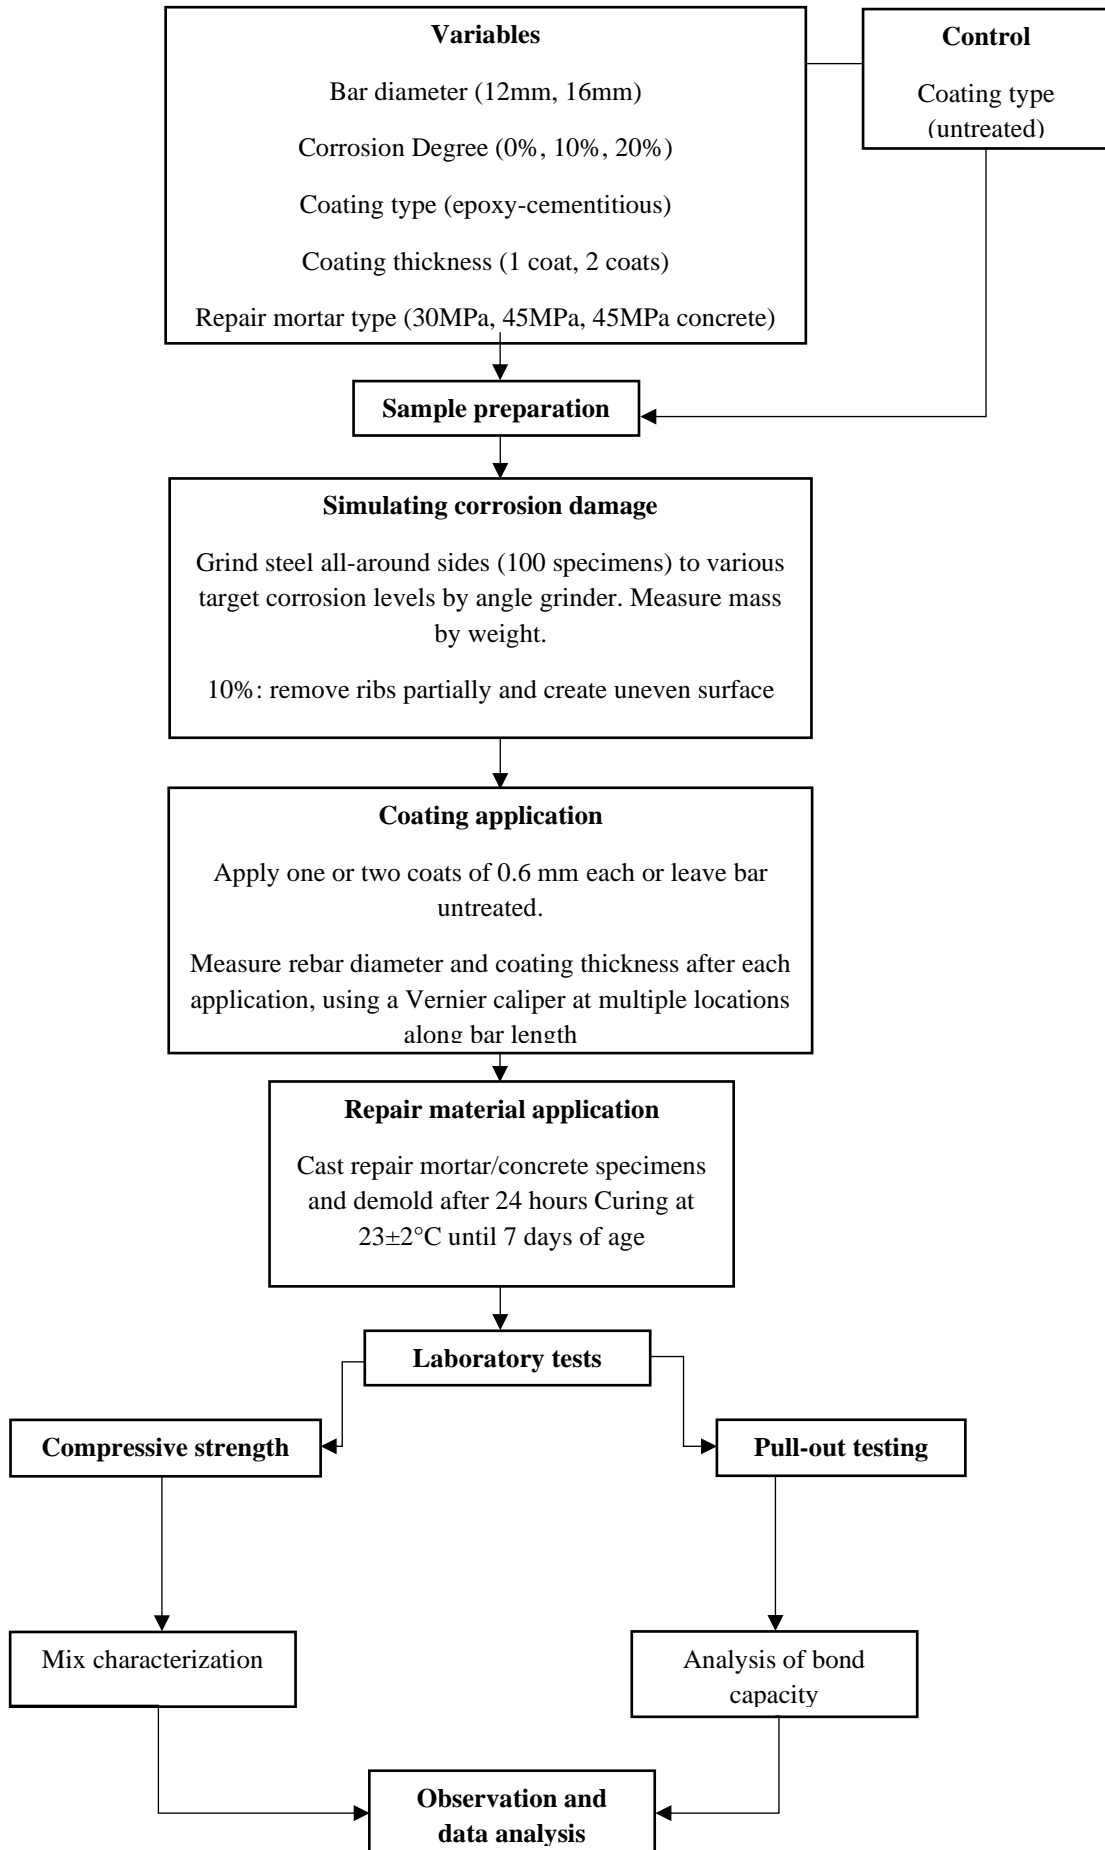 Variables
Bar diameter (12mm, 16mm)
Corrosion Degree (0%, 10%, 20%)
Coating type (epoxy-cementitious)
Coating thickness (1 coat, 2 coats)
Repair mortar type (30MPa, 45MPa, 45MPa concrete)
Control
Coating type
(untreated)
Sample preparation
Simulating corrosion damage
Grind steel all-around sides (100 specimens) to various
target corrosion levels by angle grinder. Measure mass
by weight.
10%: remove ribs partially and create uneven surface
Coating application
Apply one or two coats of 0.6 mm each or leave bar
untreated.
Measure rebar diameter and coating thickness after each
application, using a Vernier caliper at multiple locations
along bar length
Repair material application
Cast repair mortar/concrete specimens
and demold after 24 hours Curing at
23±2°C until 7 days of age
Laboratory tests
Compressive strength
Pull-out testing
Mix characterization
Analysis of bond
capacity
Observation and
data analysis